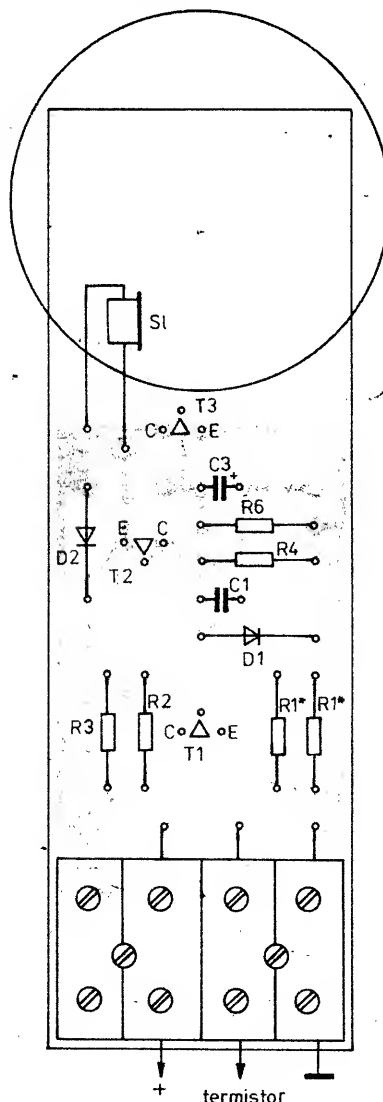 Sl
T3
C
E
C3
+
R6
E
C
R4
D2
T2
C1
D1
R3
R2
R1*
R1*
C
E
T1
+
termistor